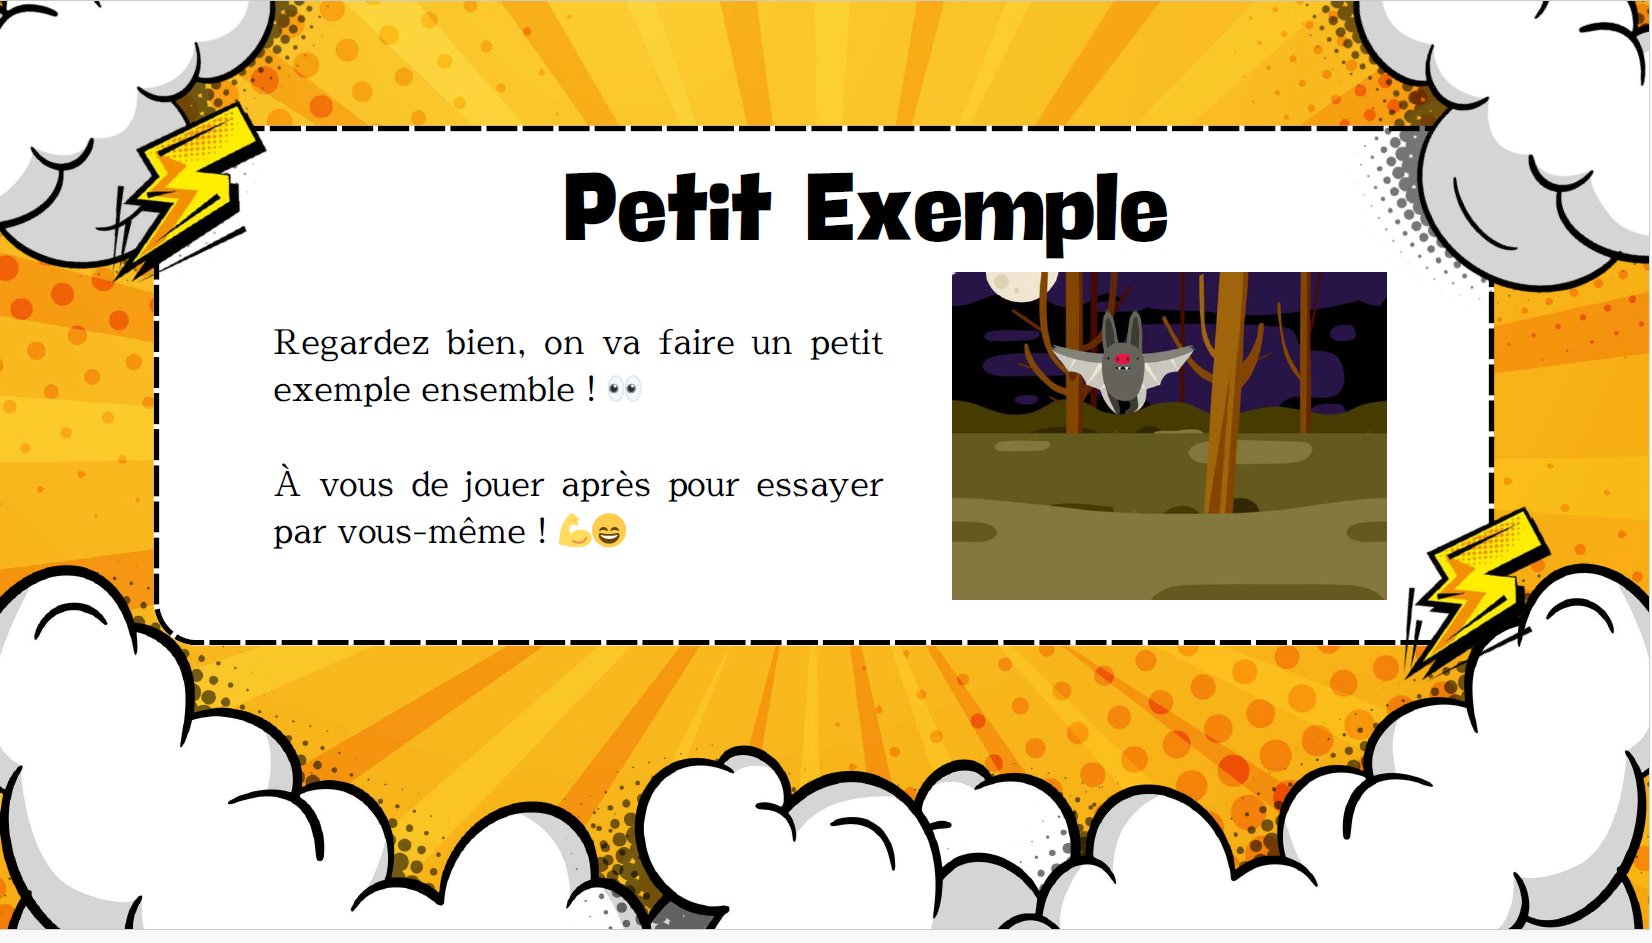 Petit Exemple
Regardez bien, on va faire un petit
exemple ensemble ! 👀
À vous de jouer après pour essayer
par vous-même ! 💪😄